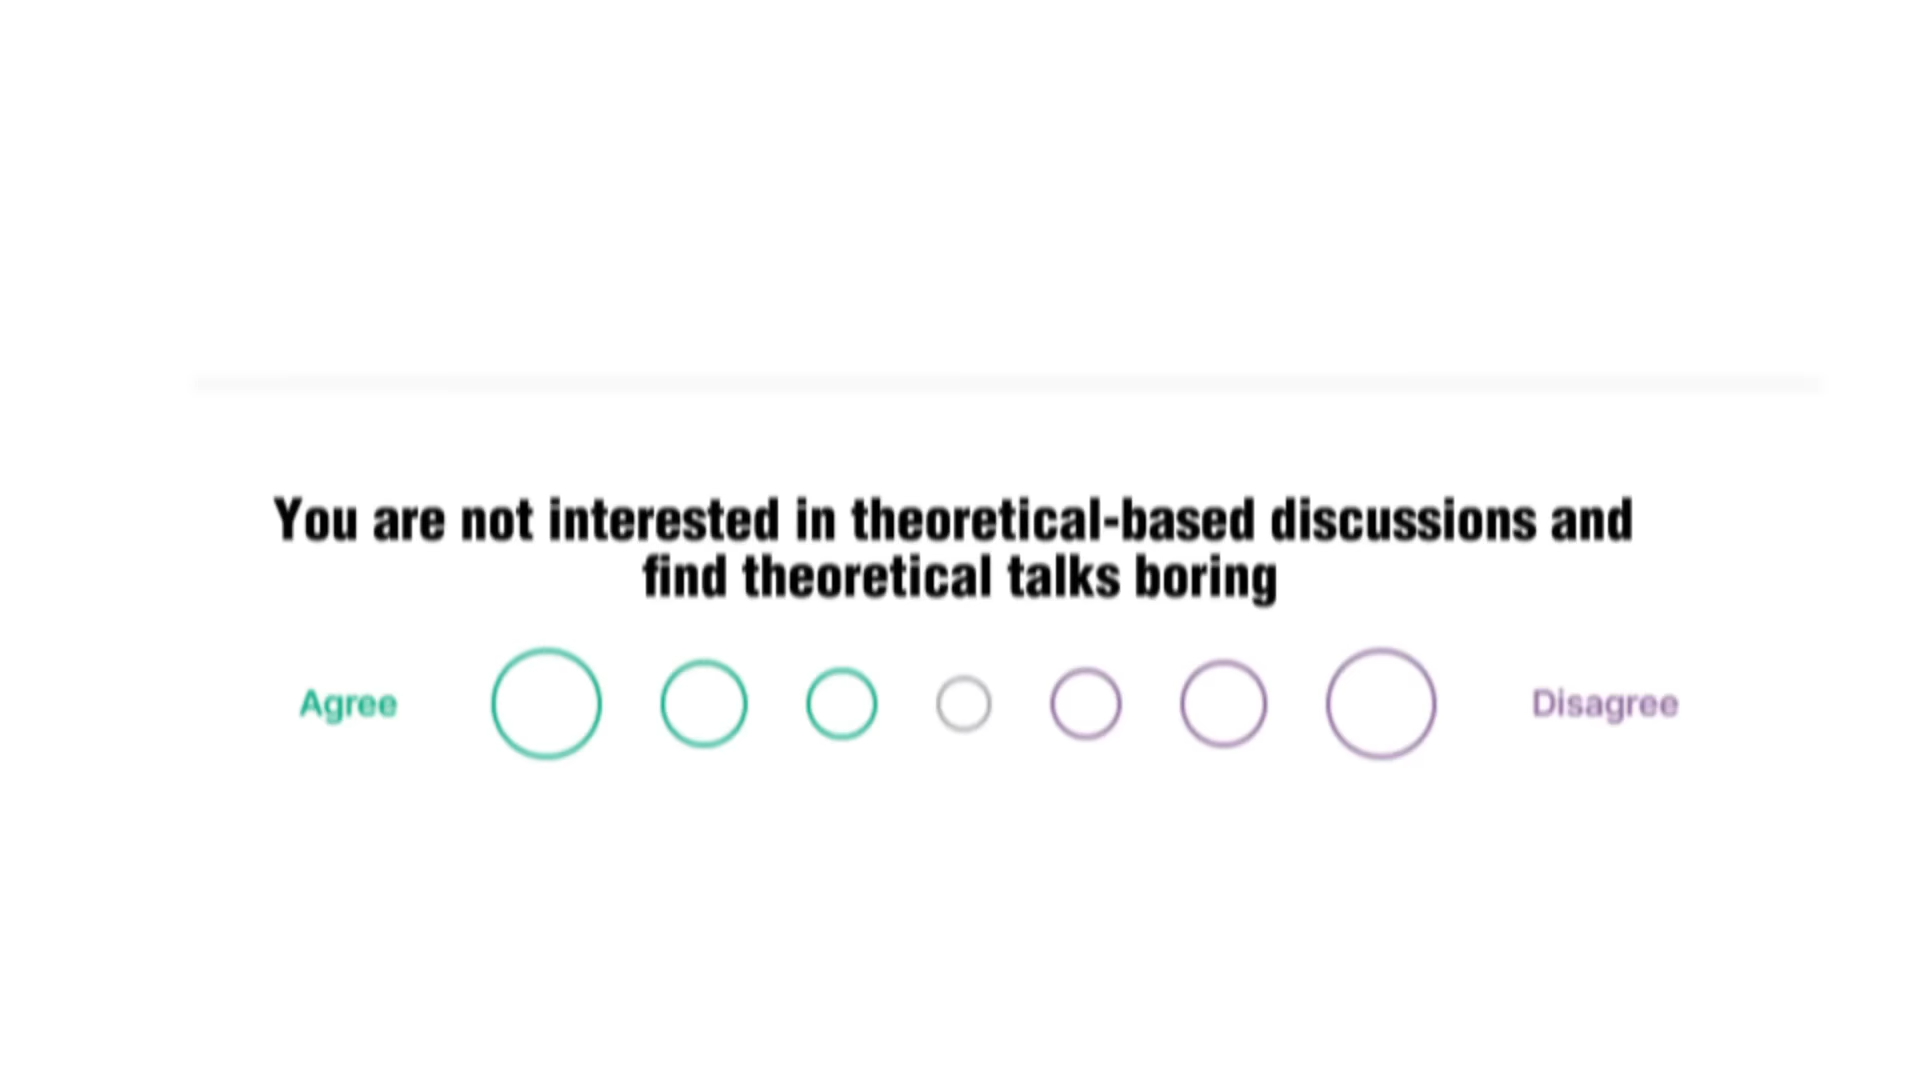 You are not interested in theoretical-based discussions and
find theoretical talks boring
Agree
Disagree